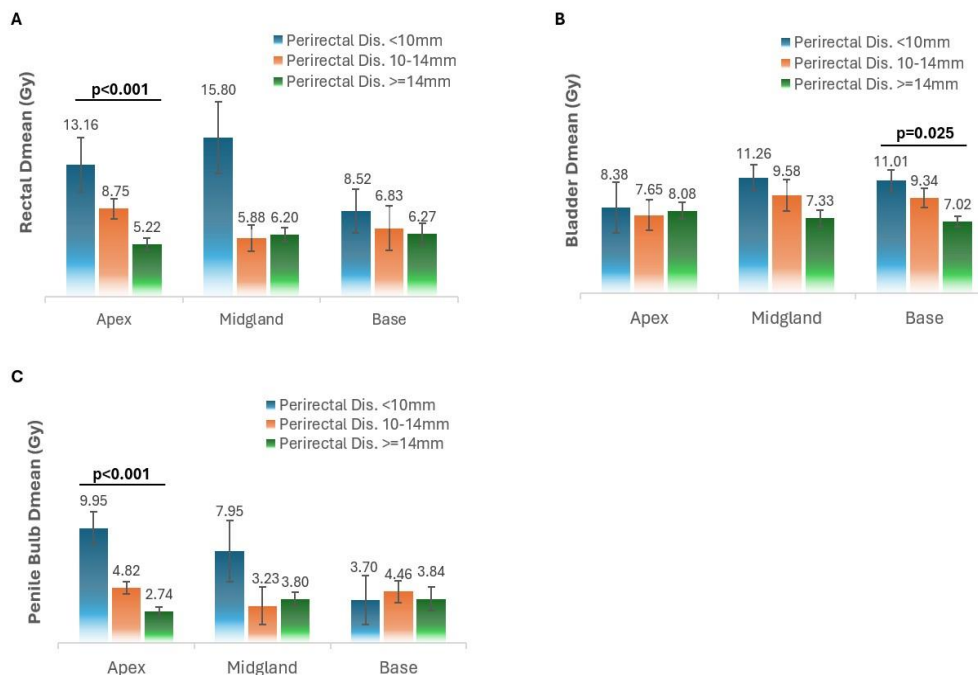 A
Rectal Dmean (Gy)
Perirectal Dis. <10mm
Perirectal Dis. 10-14mm
Perirectal Dis. >=14mm
p<0.001
13.16
8.75
5.22
15.80
5.88
6.20
8.52
6.83
6.27
Apex
Midgland
Base
B
Bladder Dmean (Gy)
Perirectal Dis. <10mm
Perirectal Dis. 10-14mm
Perirectal Dis. >=14mm
p=0.025
8.38
7.65
8.08
11.26
9.58
7.33
11.01
9.34
7.02
Apex
Midgland
Base
C
Penile Bulb Dmean (Gy)
Perirectal Dis. <10mm
Perirectal Dis. 10-14mm
Perirectal Dis. >=14mm
p<0.001
9.95
4.82
2.74
7.95
3.23
3.80
3.70
4.46
3.84
Apex
Midgland
Base